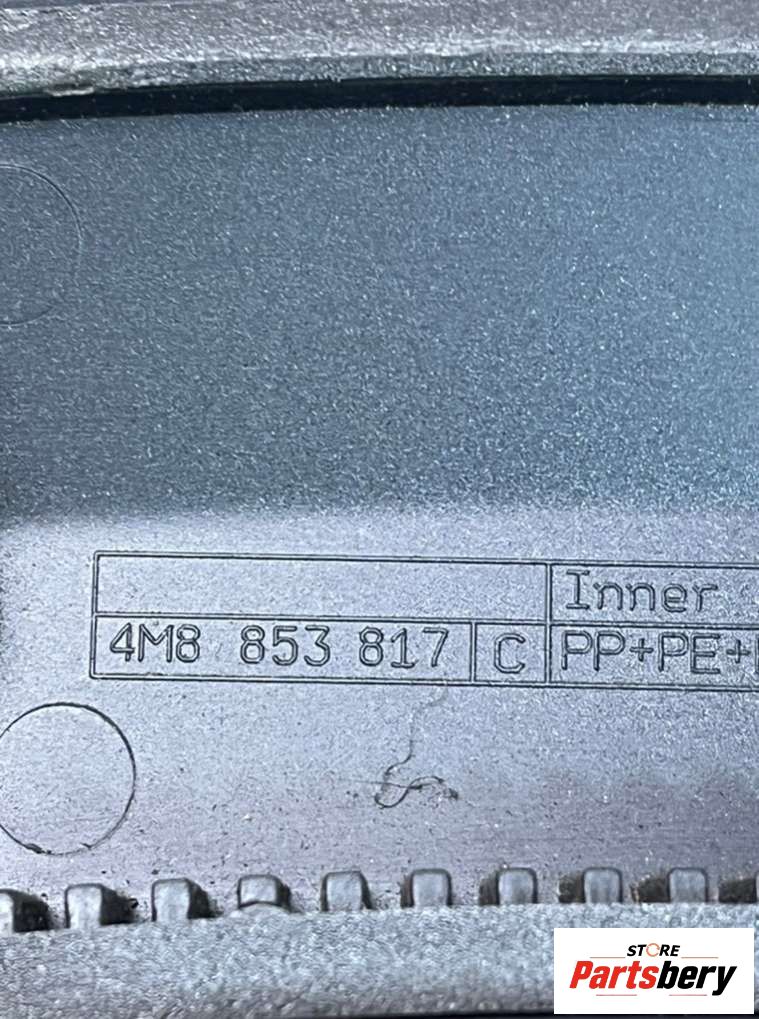 Inner
4M8 853 817 C PP+PE+
STORE
Partsbery